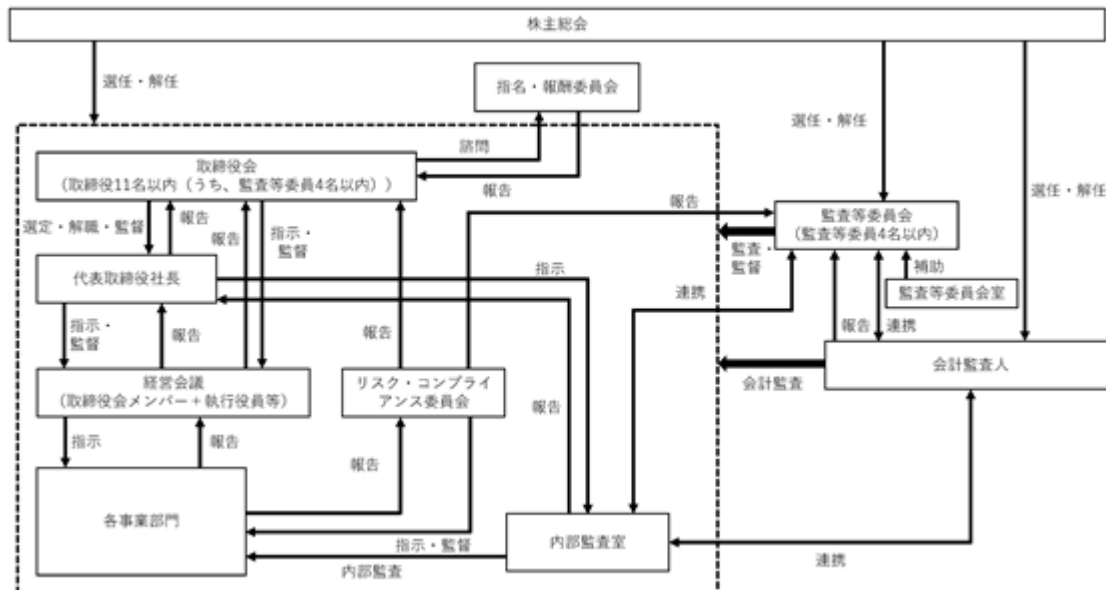 株主総会
選任・解任
指名・報酬委員会
選任・解任
諮問
取締役会
（取締役11名以内（うち、監査等委員4名以内））
選任・解任
報告
報告
監査等委員会
（監査等委員4名以内）
選定・解職・監督
報告
報告
指示・
監督
監査・
監督
補助
代表取締役社長
指示
監査等委員会室
連携
指示・
監督
報告
報告
報告
連携
会計監査人
経営会議
（取締役会メンバー＋執行役員等）
リスク・コンプライ
アンス委員会
会計監査
報告
指示
報告
報告
各事業部門
内部監査室
指示・監督
内部監査
連携